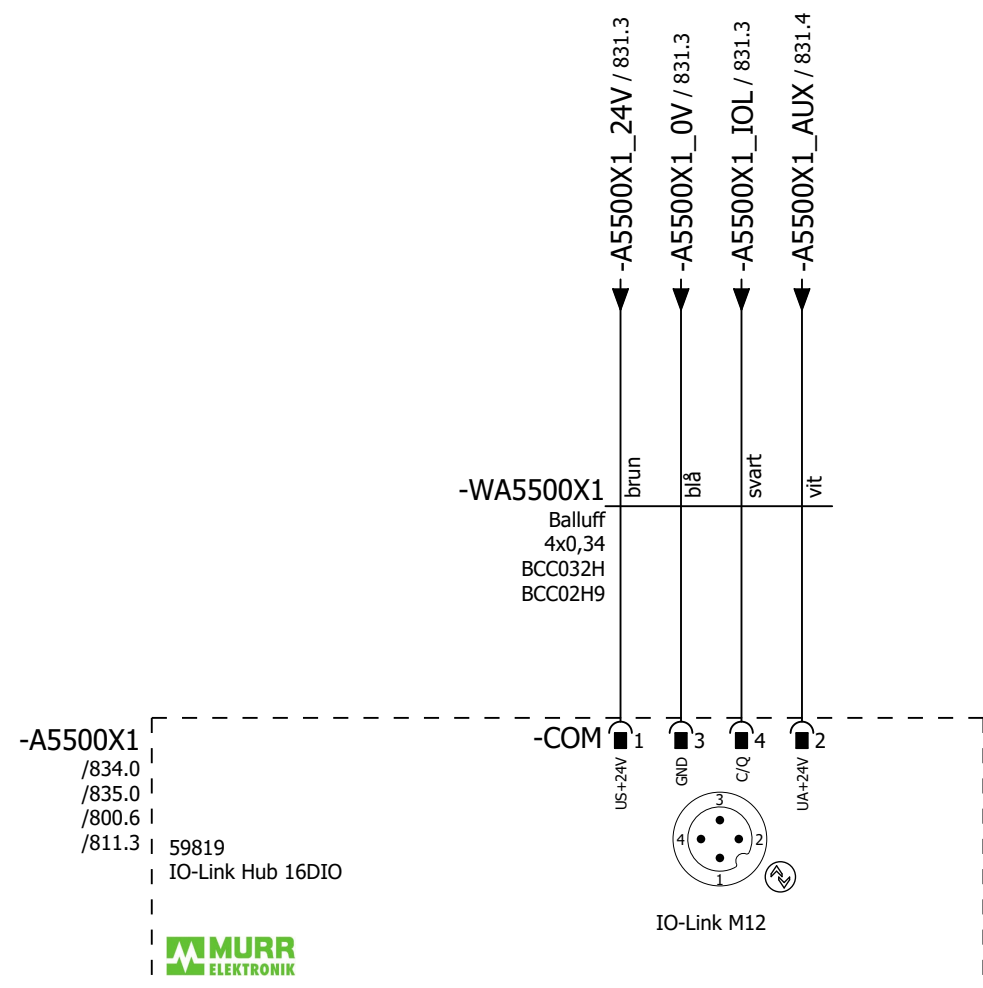 -A5500X1_24V / 831.3
-A5500X1_0V / 831.3
-A5500X1_IOL / 831.3
-A5500X1_AUX / 831.4
-WA5500X1
brun
blå
svart
vit
Balluff
4x0,34
BCC032H
BCC02H9
-A5500X1
/834.0
/835.0
/800.6
/811.3
-COM
1
3
4
2
US+24V
GND
C/Q
UA+24V
3
4
2
1
59819
IO-Link Hub 16DIO
IO-Link M12
MURR
ELEKTRONIK